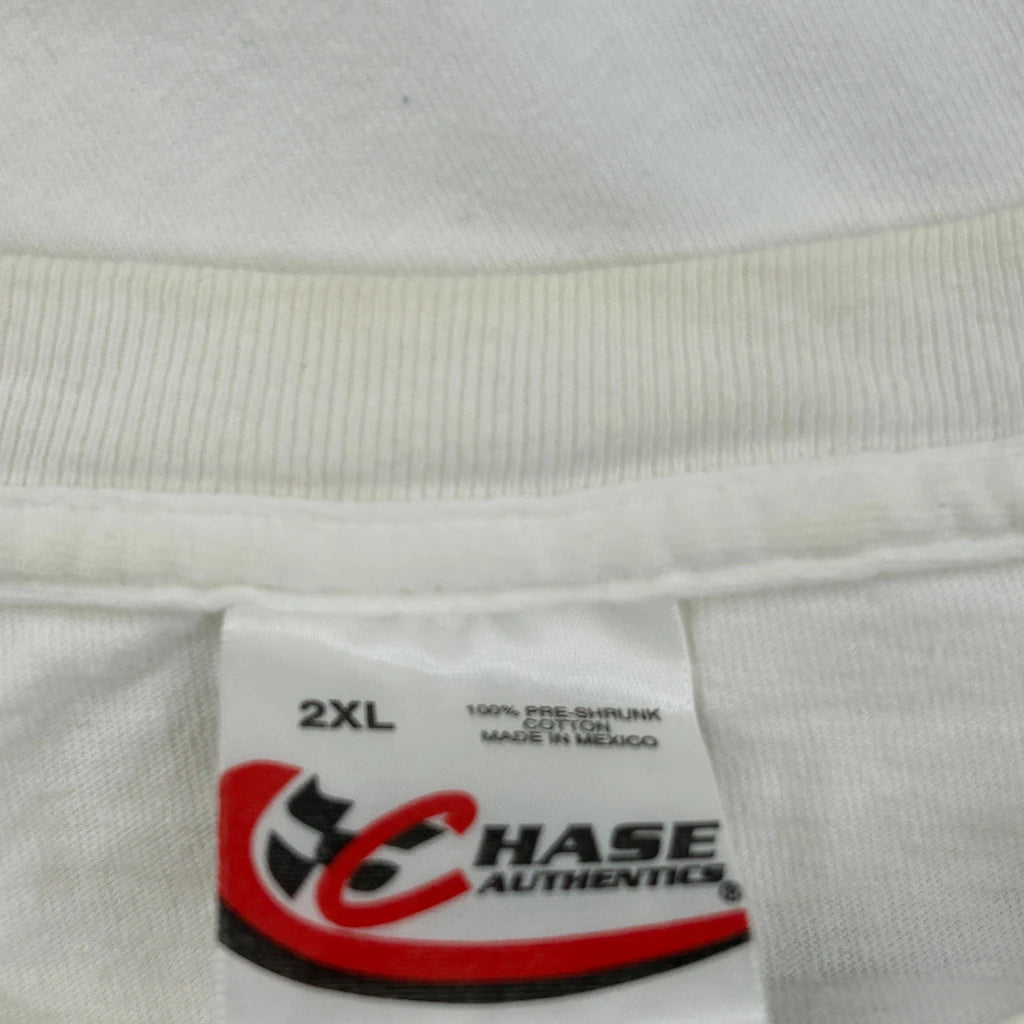 2XL
100% PRE-SHRUNK
COTTON
MADE IN MEXICO
CHASE
AUTHENTICS®